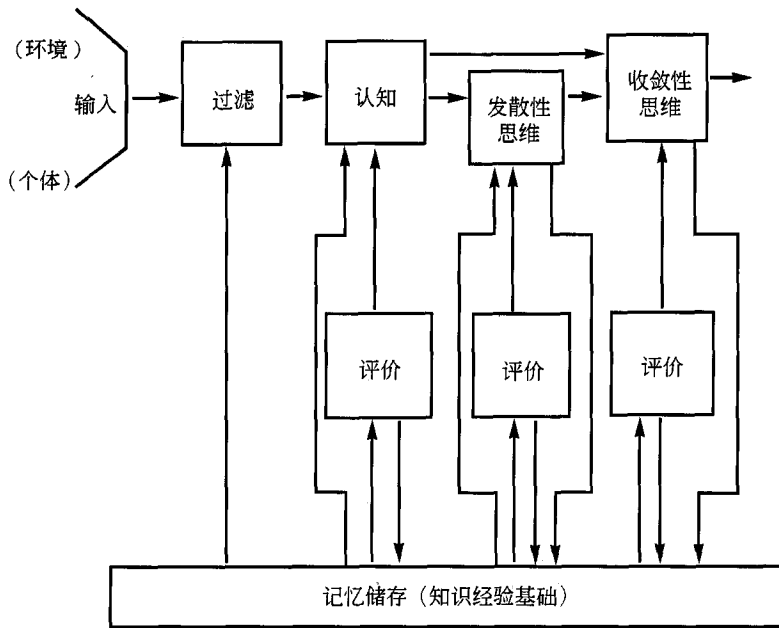 （环境）
输入
（个体）
过滤
认知
发散性
思维
收敛性
思维
评价
评价
评价
记忆储存（知识经验基础）